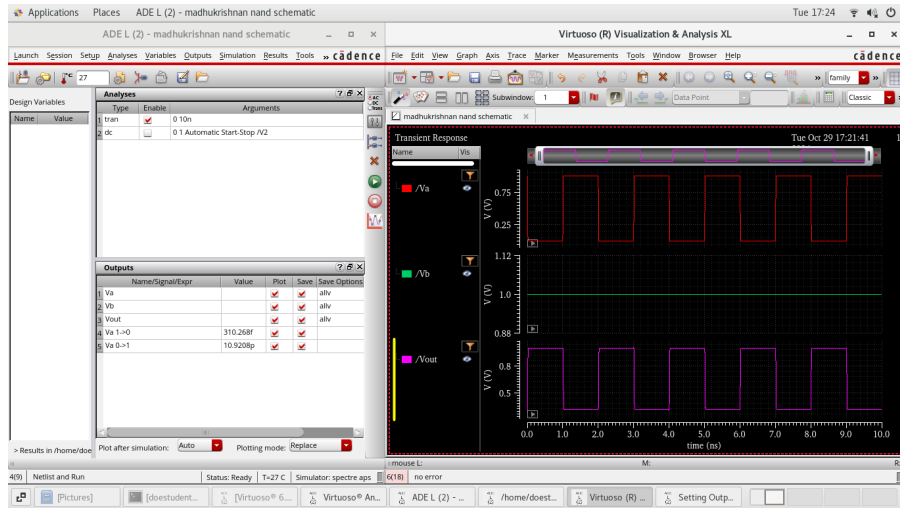 Applications Places ADE L (2) - madhukrishnan nand schematic Tue 17:24
ADE L (2) - madhukrishnan nand schematic
Launch Session Setup Analyses Variables Outputs Simulation Results Tools » cādence
27
Design Variables
Name Value
> Results in /home/doe
Analyses
Type Enable Arguments
1 tran 0 10n
2 dc 0 1 Automatic Start-Stop /V2
AC
DC
Trans
Outputs
Name/Signal/Expr Value Plot Save Save Options
1 Va allv
2 Vb allv
3 Vout allv
4 Va 1->0 310.268f
5 Va 0->1 10.9208p
Plot after simulation: Auto Plotting mode: Replace
4(9) Netlist and Run Status: Ready T=27 C Simulator: spectre aps
Virtuoso (R) Visualization & Analysis XL
File Edit View Graph Axis Trace Marker Measurements Tools Window Browser Help cādence
» family »
Subwindow: 1 Data Point Classic
madhukrishnan nand schematic
Transient Response Tue Oct 29 17:21:41 1
Name Vis
/Va
V (V)
0.75
0.25
/Vb
V (V)
1.12
1.0
0.88
/Vout
V (V)
0.8
0.5
0.0 1.0 2.0 3.0 4.0 5.0 6.0 7.0 8.0 9.0 10.0
time (ns)
mouse L: M: R
6(18) no error
[Pictures] [doestudent... [Virtuoso® 6.... Virtuoso® An... ADE L (2) - ... /home/doest... Virtuoso (R) ... Setting Outp...